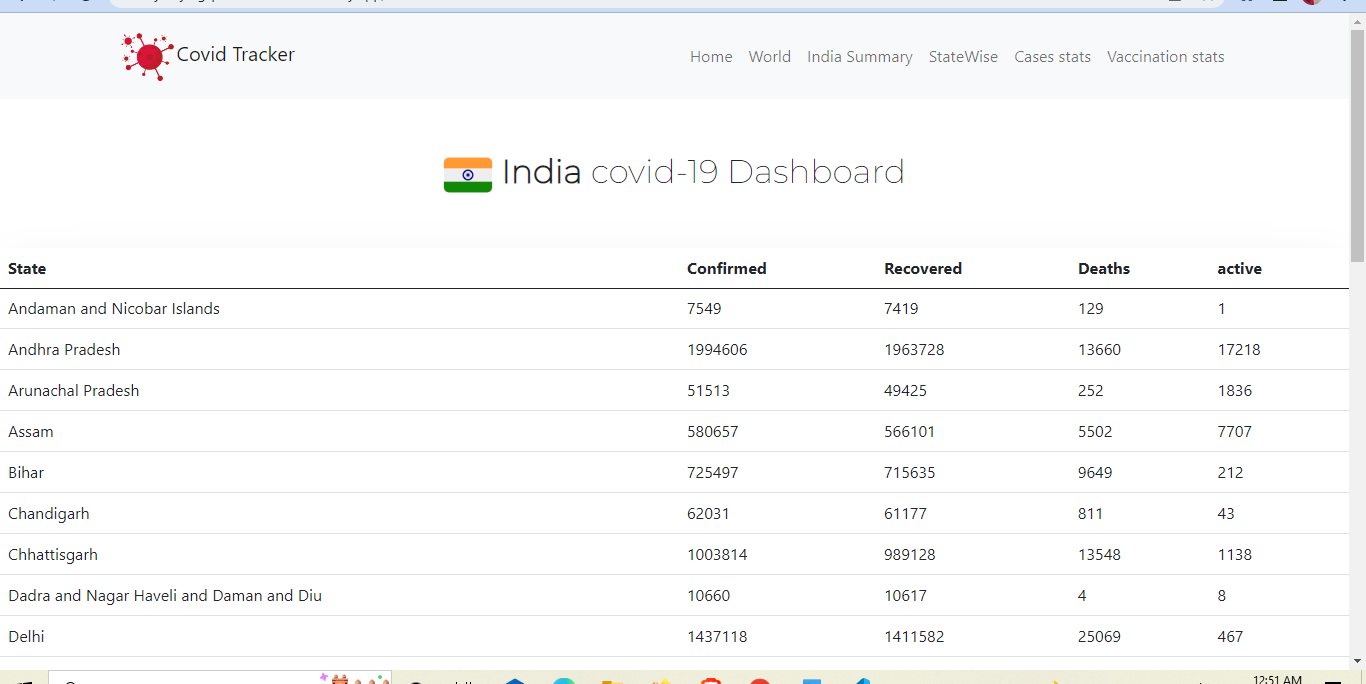 Covid Tracker Home World India Summary StateWise Cases stats Vaccination stats
India covid-19 Dashboard
State Confirmed Recovered Deaths active
Andaman and Nicobar Islands 7549 7419 129 1
Andhra Pradesh 1994606 1963728 13660 17218
Arunachal Pradesh 51513 49425 252 1836
Assam 580657 566101 5502 7707
Bihar 725497 715635 9649 212
Chandigarh 62031 61177 811 43
Chhattisgarh 1003814 989128 13548 1138
Dadra and Nagar Haveli and Daman and Diu 10660 10617 4 8
Delhi 1437118 1411582 25069 467
12:51 AM